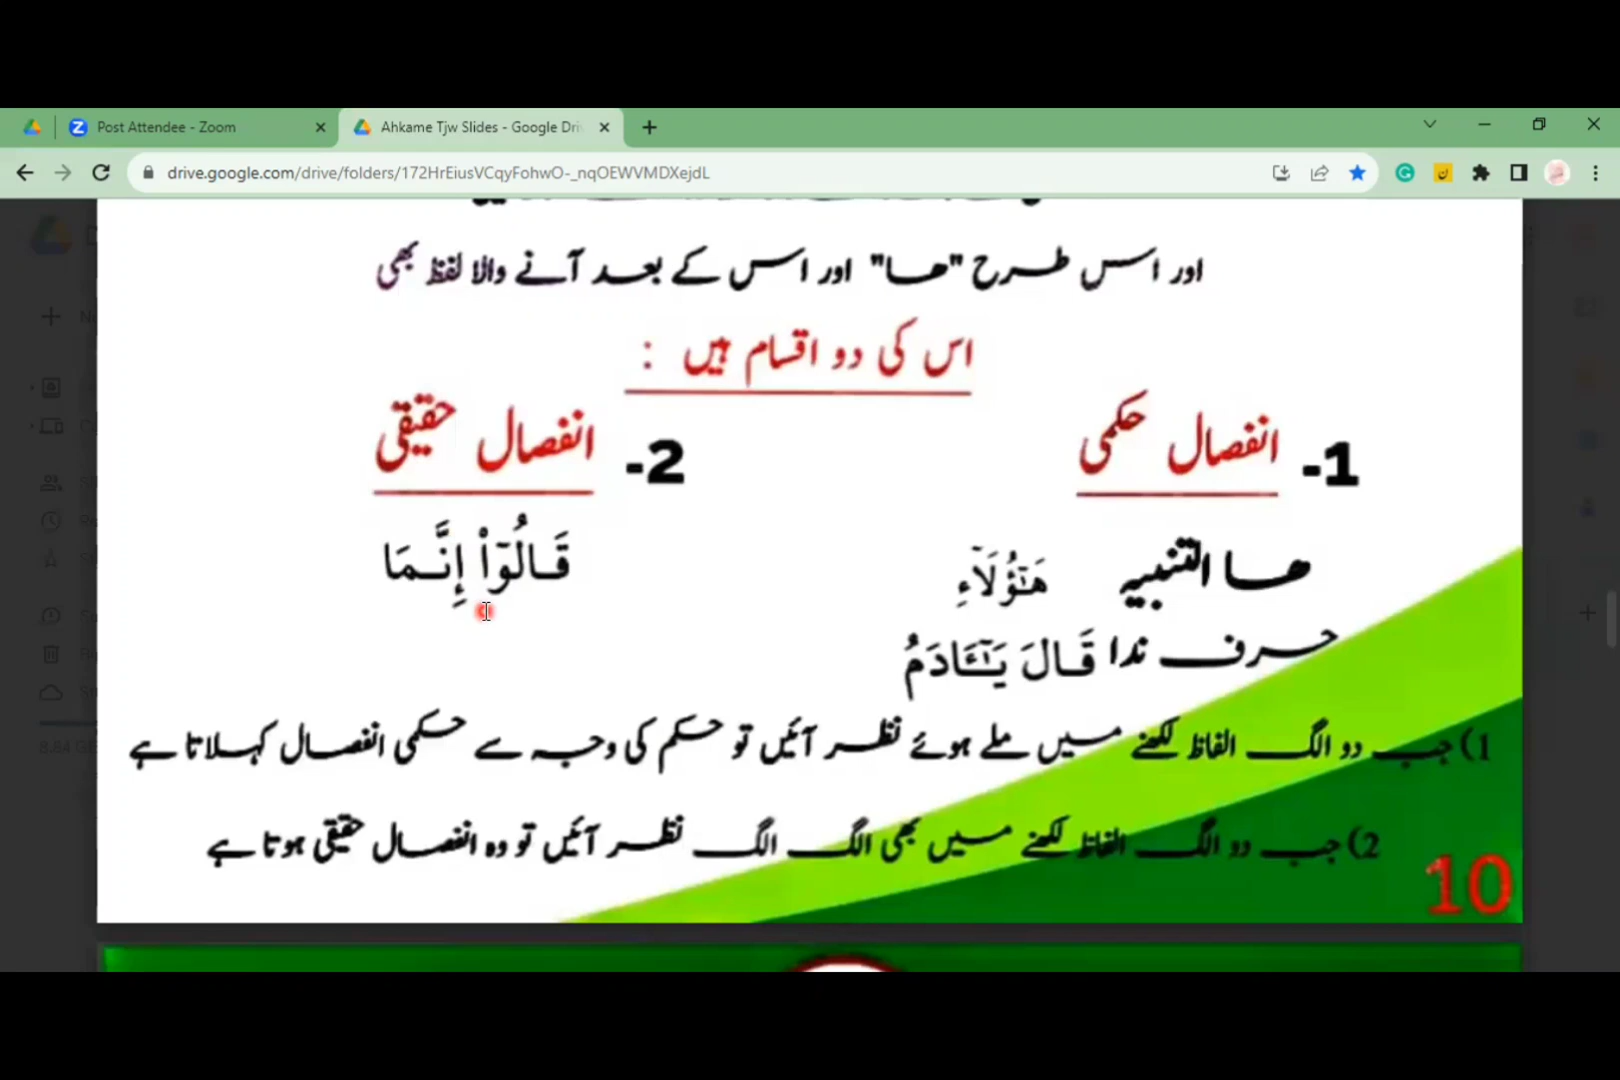 Post Attendee - Zoom
Ahkame Tjw Slides - Google Dri
drive.google.com/drive/folders/172HrEiusVCqyFohwO-_nqOEWVMDXejdL
اور اس طرح "ھا" اور اس کے بعد آنے والا لفظ بھی
اس کی دو اقسام ہیں :
1- انفصال حکمی
2- انفصال حقیقی
ھا التنبیہ هَـٰٓؤُلَآءِ
قَالُوٓا۟ إِنَّمَا
حرف ندا قَالَ يَـٰٓـَٔادَمُ
1) جب دو الگ الفاظ لکھنے میں ملے ہوئے نظر آئیں تو حکم کی وجہ سے حکمی انفصال کہلاتا ہے
2) جب دو الگ الفاظ لکھنے میں بھی الگ الگ نظر آئیں تو وہ انفصال حقیقی ہوتا ہے
10